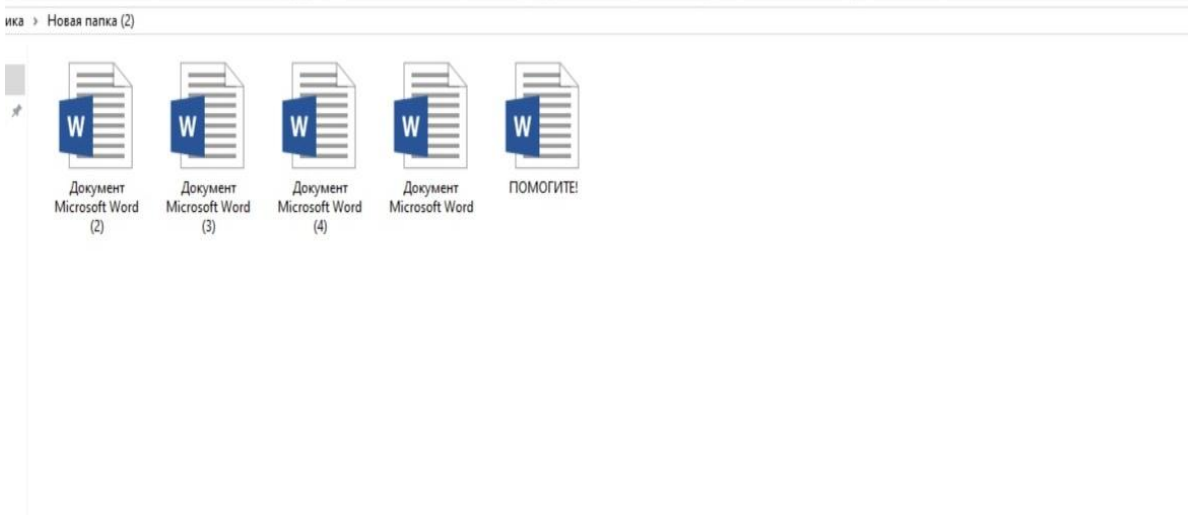 ика › Новая папка (2)
Документ
Microsoft Word
(2)
Документ
Microsoft Word
(3)
Документ
Microsoft Word
(4)
Документ
Microsoft Word
ПОМОГИТЕ!